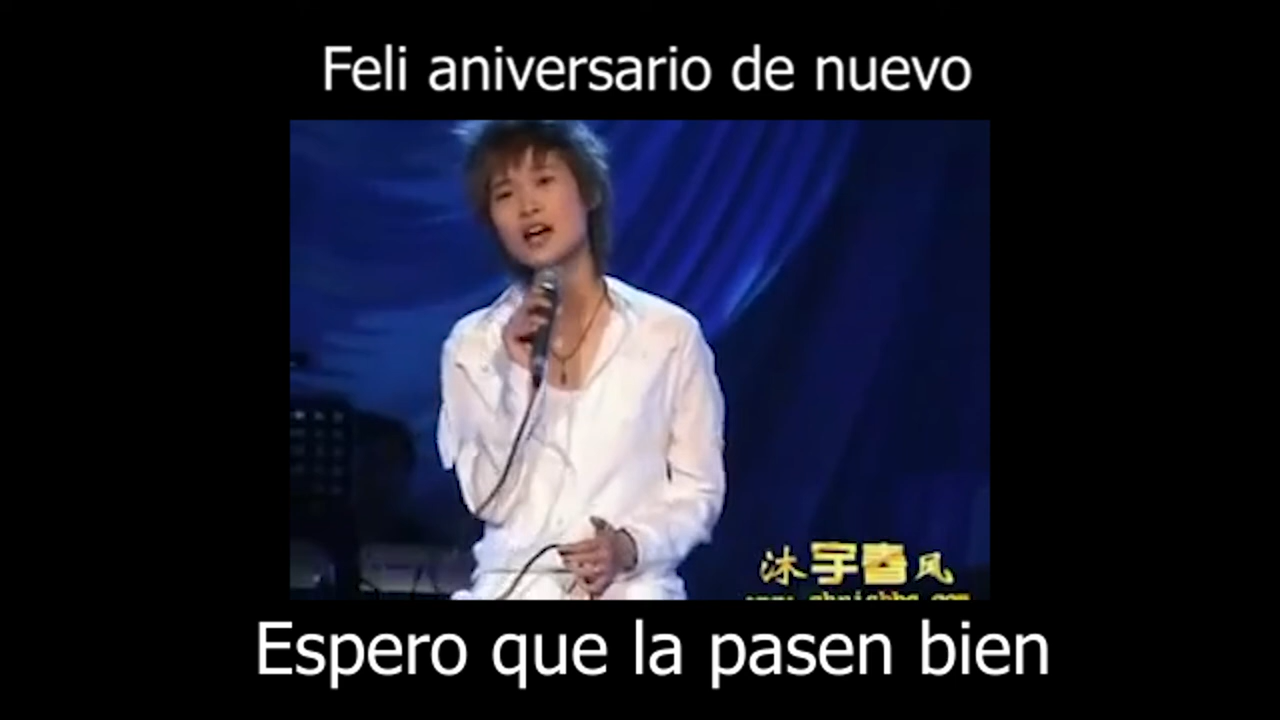 Feli aniversario de nuevo
沐宇春风
Espero que la pasen bien